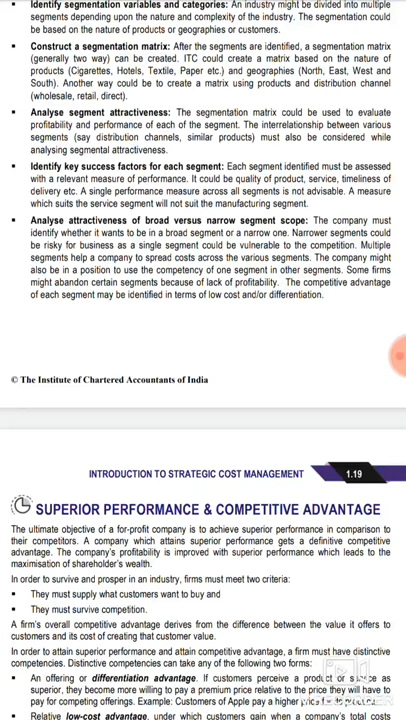 • Identify segmentation variables and categories: An industry might be divided into multiple
segments depending upon the nature and complexity of the industry. The segmentation could
be based on the nature of products or geographies or customers.
• Construct a segmentation matrix: After the segments are identified, a segmentation matrix
(generally two way) can be created. ITC could create a matrix based on the nature of
products (Cigarettes, Hotels, Textile, Paper etc.) and geographies (North, East, West and
South). Another way could be to create a matrix using products and distribution channel
(wholesale, retail, direct).
• Analyse segment attractiveness: The segmentation matrix could be used to evaluate
profitability and performance of each of the segment. The interrelationship between various
segments (say distribution channels, similar products) must also be considered while
analysing segmental attractiveness.
• Identify key success factors for each segment: Each segment identified must be assessed
with a relevant measure of performance. It could be quality of product, service, timeliness of
delivery etc. A single performance measure across all segments is not advisable. A measure
which suits the service segment will not suit the manufacturing segment.
• Analyse attractiveness of broad versus narrow segment scope: The company must
identify whether it wants to be in a broad segment or a narrow one. Narrower segments could
be risky for business as a single segment could be vulnerable to the competition. Multiple
segments help a company to spread costs across the various segments. The company might
also be in a position to use the competency of one segment in other segments. Some firms
might abandon certain segments because of lack of profitability. The competitive advantage
of each segment may be identified in terms of low cost and/or differentiation.
© The Institute of Chartered Accountants of India
INTRODUCTION TO STRATEGIC COST MANAGEMENT 1.19
SUPERIOR PERFORMANCE & COMPETITIVE ADVANTAGE
The ultimate objective of a for-profit company is to achieve superior performance in comparison to
their competitors. A company which attains superior performance gets a definitive competitive
advantage. The company's profitability is improved with superior performance which leads to the
maximisation of shareholder's wealth.
In order to survive and prosper in an industry, firms must meet two criteria:
• They must supply what customers want to buy and
• They must survive competition.
A firm's overall competitive advantage derives from the difference between the value it offers to
customers and its cost of creating that customer value.
In order to attain superior performance and attain competitive advantage, a firm must have distinctive
competencies. Distinctive competencies can take any of the following two forms:
• An offering or differentiation advantage. If customers perceive a product or service as
superior, they become more willing to pay a premium price relative to the price they will have to
pay for competing offerings. Example: Customers of Apple pay a higher price for its product
• Relative low-cost advantage, under which customers gain when a company's total costs